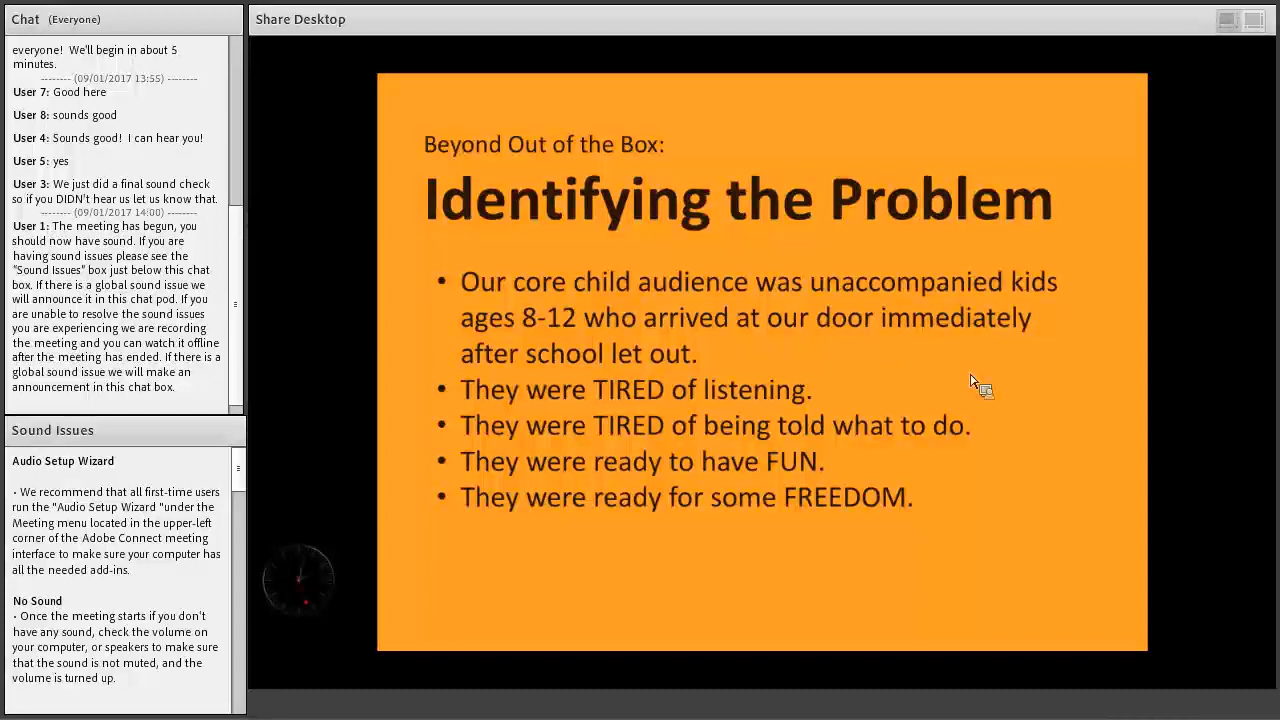 Chat (Everyone)
everyone! We'll begin in about 5
minutes.
-------- (09/01/2017 13:55) --------
User 7: Good here
User 8: sounds good
User 4: Sounds good! I can hear you!
User 5: yes
User 3: We just did a final sound check
so if you DIDN't hear us let us know that.
-------- (09/01/2017 14:00) --------
User 1: The meeting has begun, you
should now have sound. If you are
having sound issues please see the
"Sound Issues" box just below this chat
box. If there is a global sound issue we
will announce it in this chat pod. If you
are unable to resolve the sound issues
you are experiencing we are recording
the meeting and you can watch it offline
after the meeting has ended. If there is a
global sound issue we will make an
announcement in this chat box.
Sound Issues
Audio Setup Wizard
• We recommend that all first-time users
run the "Audio Setup Wizard "under the
Meeting menu located in the upper-left
corner of the Adobe Connect meeting
interface to make sure your computer has
all the needed add-ins.
No Sound
• Once the meeting starts if you don't
have any sound, check the volume on
your computer, or speakers to make sure
that the sound is not muted, and the
volume is turned up.
Share Desktop
Beyond Out of the Box:
Identifying the Problem
• Our core child audience was unaccompanied kids
ages 8-12 who arrived at our door immediately
after school let out.
• They were TIRED of listening.
• They were TIRED of being told what to do.
• They were ready to have FUN.
• They were ready for some FREEDOM.